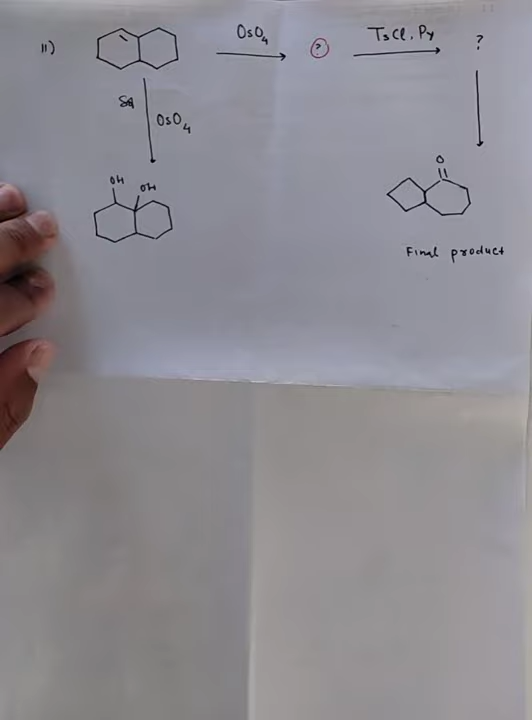 11) OsO4 ? TsCl, Py ?
OsO4
O
OH OH
Final product